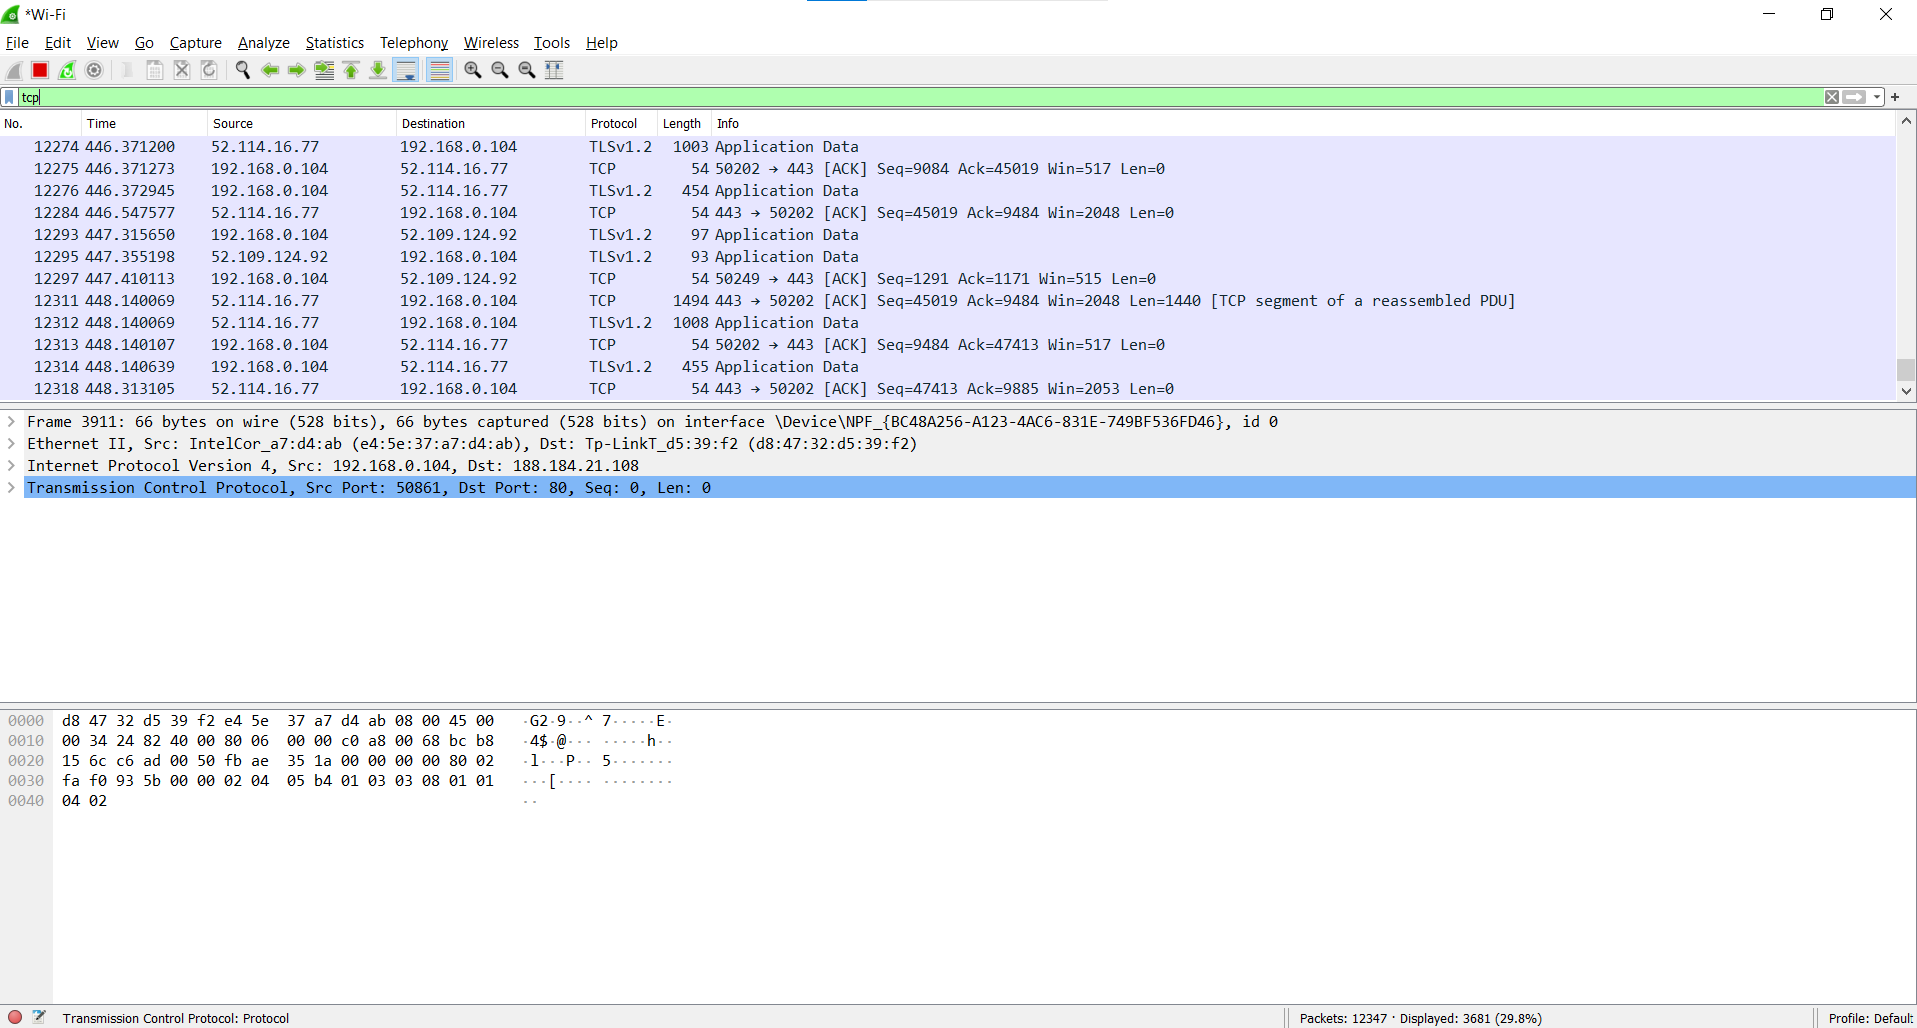 *Wi-Fi
File Edit View Go Capture Analyze Statistics Telephony Wireless Tools Help
tcp
No. Time Source Destination Protocol Length Info
12274 446.371200 52.114.16.77 192.168.0.104 TLSv1.2 1003 Application Data
12275 446.371273 192.168.0.104 52.114.16.77 TCP 54 50202 → 443 [ACK] Seq=9084 Ack=45019 Win=517 Len=0
12276 446.372945 192.168.0.104 52.114.16.77 TLSv1.2 454 Application Data
12284 446.547577 52.114.16.77 192.168.0.104 TCP 54 443 → 50202 [ACK] Seq=45019 Ack=9484 Win=2048 Len=0
12293 447.315650 192.168.0.104 52.109.124.92 TLSv1.2 97 Application Data
12295 447.355198 52.109.124.92 192.168.0.104 TLSv1.2 93 Application Data
12297 447.410113 192.168.0.104 52.109.124.92 TCP 54 50249 → 443 [ACK] Seq=1291 Ack=1171 Win=515 Len=0
12311 448.140069 52.114.16.77 192.168.0.104 TCP 1494 443 → 50202 [ACK] Seq=45019 Ack=9484 Win=2048 Len=1440 [TCP segment of a reassembled PDU]
12312 448.140069 52.114.16.77 192.168.0.104 TLSv1.2 1008 Application Data
12313 448.140107 192.168.0.104 52.114.16.77 TCP 54 50202 → 443 [ACK] Seq=9484 Ack=47413 Win=517 Len=0
12314 448.140639 192.168.0.104 52.114.16.77 TLSv1.2 455 Application Data
12318 448.313105 52.114.16.77 192.168.0.104 TCP 54 443 → 50202 [ACK] Seq=47413 Ack=9885 Win=2053 Len=0
Frame 3911: 66 bytes on wire (528 bits), 66 bytes captured (528 bits) on interface \Device\NPF_{BC48A256-A123-4AC6-831E-749BF536FD46}, id 0
Ethernet II, Src: IntelCor_a7:d4:ab (e4:5e:37:a7:d4:ab), Dst: Tp-LinkT_d5:39:f2 (d8:47:32:d5:39:f2)
Internet Protocol Version 4, Src: 192.168.0.104, Dst: 188.184.21.108
Transmission Control Protocol, Src Port: 50861, Dst Port: 80, Seq: 0, Len: 0
0000 d8 47 32 d5 39 f2 e4 5e 37 a7 d4 ab 08 00 45 00 ·G2·9··^ 7·····E·
0010 00 34 24 82 40 00 80 06 00 00 c0 a8 00 68 bc b8 ·4$·@··· ·····h··
0020 15 6c c6 ad 00 50 fb ae 35 1a 00 00 00 00 80 02 ·l···P·· 5·······
0030 fa f0 93 5b 00 00 02 04 05 b4 01 03 03 08 01 01 ···[···· ········
0040 04 02 ··
Transmission Control Protocol: Protocol
Packets: 12347 · Displayed: 3681 (29.8%)
Profile: Default